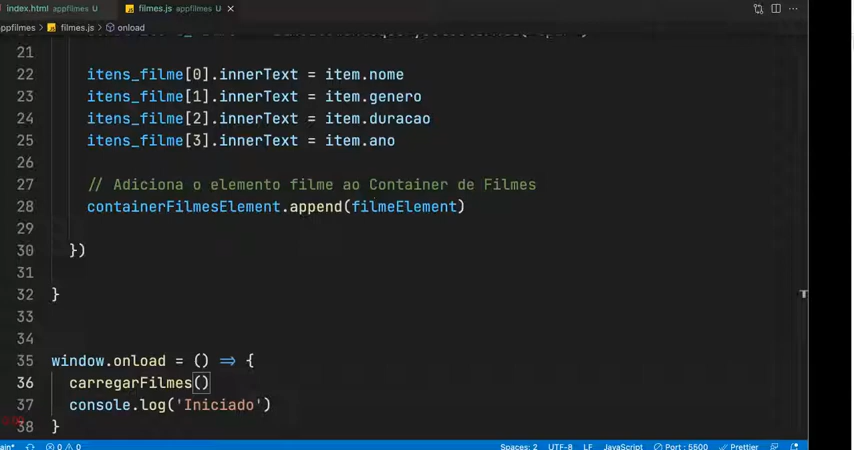 index.html appfilmes U
filmes.js appfilmes U
appfilmes > filmes.js > onload
21
22 itens_filme[0].innerText = item.nome
23 itens_filme[1].innerText = item.genero
24 itens_filme[2].innerText = item.duracao
25 itens_filme[3].innerText = item.ano
26
27 // Adiciona o elemento filme ao Container de Filmes
28 containerFilmesElement.append(filmeElement)
29
30 })
31
32 }
33
34
35 window.onload = () => {
36 carregarFilmes()
37 console.log('Iniciado')
38 }
0 0 Spaces: 2 UTF-8 LF JavaScript Port : 5500 Prettier